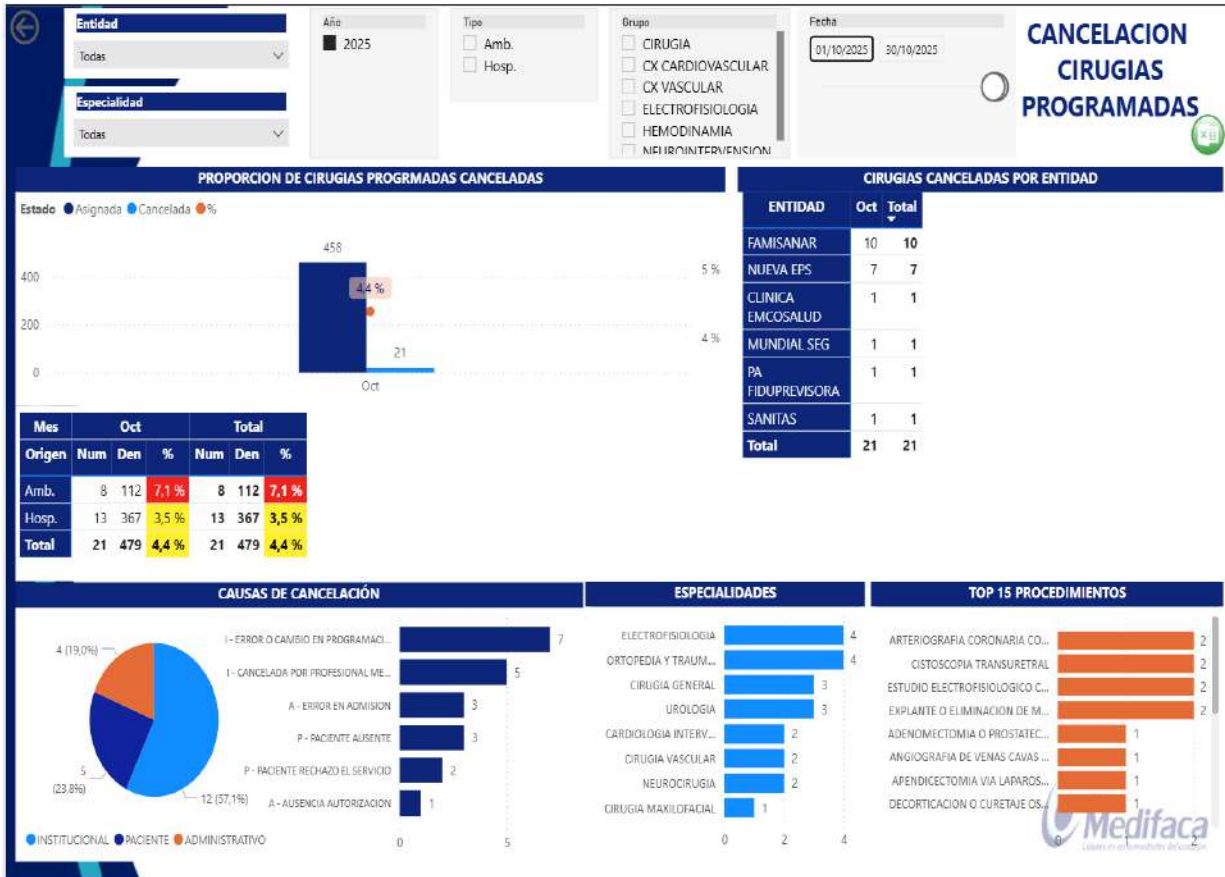 Entidad
Todas
Especialidad
Todas
Año
2025
Tipo
Amb.
Hosp.
Grupo
CIRUGIA
CX CARDIOVASCULAR
CX VASCULAR
ELECTROFISIOLOGIA
HEMODINAMIA
NEUROINTERVENSION
Fecha
01/10/2025 30/10/2025
CANCELACION
CIRUGIAS
PROGRAMADAS
PROPORCION DE CIRUGIAS PROGRMADAS CANCELADAS
Estado Asignada Cancelada %
458
4,4 %
21
400
200
0
5 %
4 %
Oct
Mes Oct Total
Origen Num Den % Num Den %
Amb. 8 112 7,1 % 8 112 7,1 %
Hosp. 13 367 3,5 % 13 367 3,5 %
Total 21 479 4,4 % 21 479 4,4 %
CIRUGIAS CANCELADAS POR ENTIDAD
ENTIDAD Oct Total
FAMISANAR 10 10
NUEVA EPS 7 7
CLINICA
EMCOSALUD 1 1
MUNDIAL SEG 1 1
PA
FIDUPREVISORA 1 1
SANITAS 1 1
Total 21 21
CAUSAS DE CANCELACIÓN
4 (19,0%)
5
(23,8%)
12 (57,1%)
INSTITUCIONAL PACIENTE ADMINISTRATIVO
I - ERROR O CAMBIO EN PROGRAMACI... 7
I - CANCELADA POR PROFESIONAL ME... 5
A - ERROR EN ADMISION 3
P - PACIENTE AUSENTE 3
P - PACIENTE RECHAZO EL SERVICIO 2
A - AUSENCIA AUTORIZACION 1
0 5
ESPECIALIDADES
ELECTROFISIOLOGIA 4
ORTOPEDIA Y TRAUM... 4
CIRUGIA GENERAL 3
UROLOGIA 3
CARDIOLOGIA INTERV... 2
CIRUGIA VASCULAR 2
NEUROCIRUGIA 2
CIRUGIA MAXILOFACIAL 1
0 2 4
TOP 15 PROCEDIMIENTOS
ARTERIOGRAFIA CORONARIA CO... 2
CISTOSCOPIA TRANSURETRAL 2
ESTUDIO ELECTROFISIOLOGICO C... 2
EXPLANTE O ELIMINACION DE M... 2
ADENOMECTOMIA O PROSTATEC... 1
ANGIOGRAFIA DE VENAS CAVAS ... 1
APENDICECTOMIA VIA LAPAROS... 1
DECORTICACION O CURETAJE OS... 1
0 1 2
Medifaca